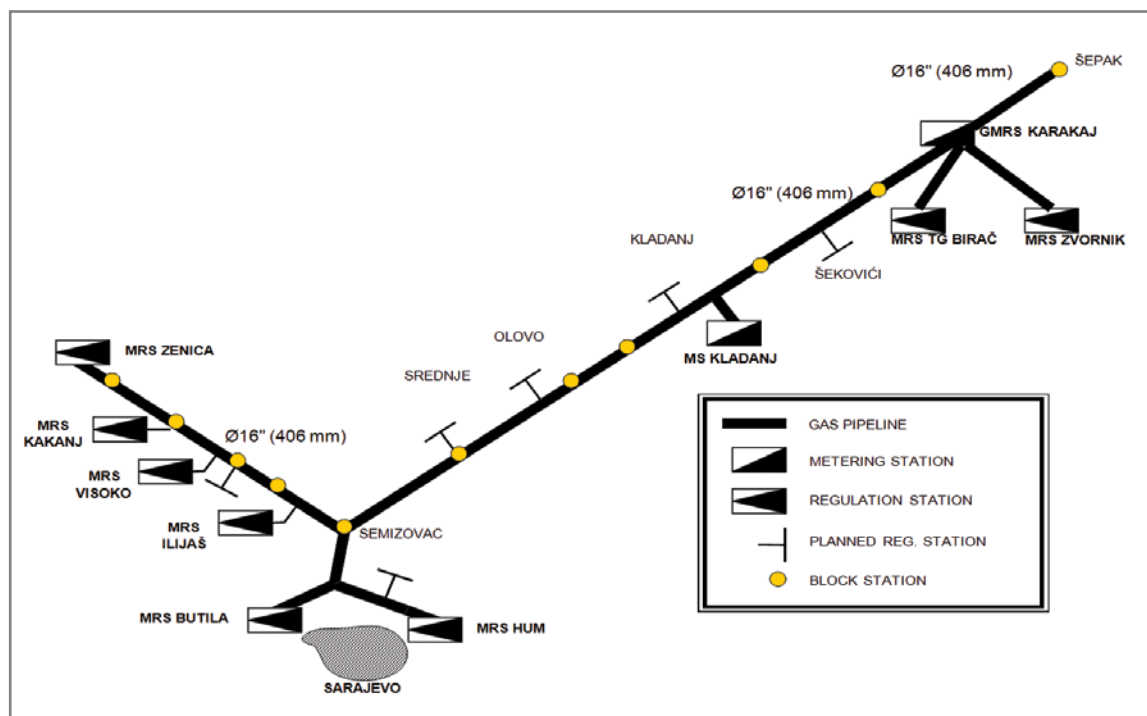 Ø16" (406 mm)
ŠEPAK
GMRS KARAKAJ
Ø16" (406 mm)
MRS TG BIRAČ
MRS ZVORNIK
KLADANJ
ŠEKOVIĆI
OLOVO
MS KLADANJ
SREDNJE
MRS ZENICA
MRS
KAKANJ
Ø16" (406 mm)
MRS
VISOKO
MRS
ILIJAŠ
SEMIZOVAC
MRS BUTILA
MRS HUM
SARAJEVO
GAS PIPELINE
METERING STATION
REGULATION STATION
PLANNED REG. STATION
BLOCK STATION